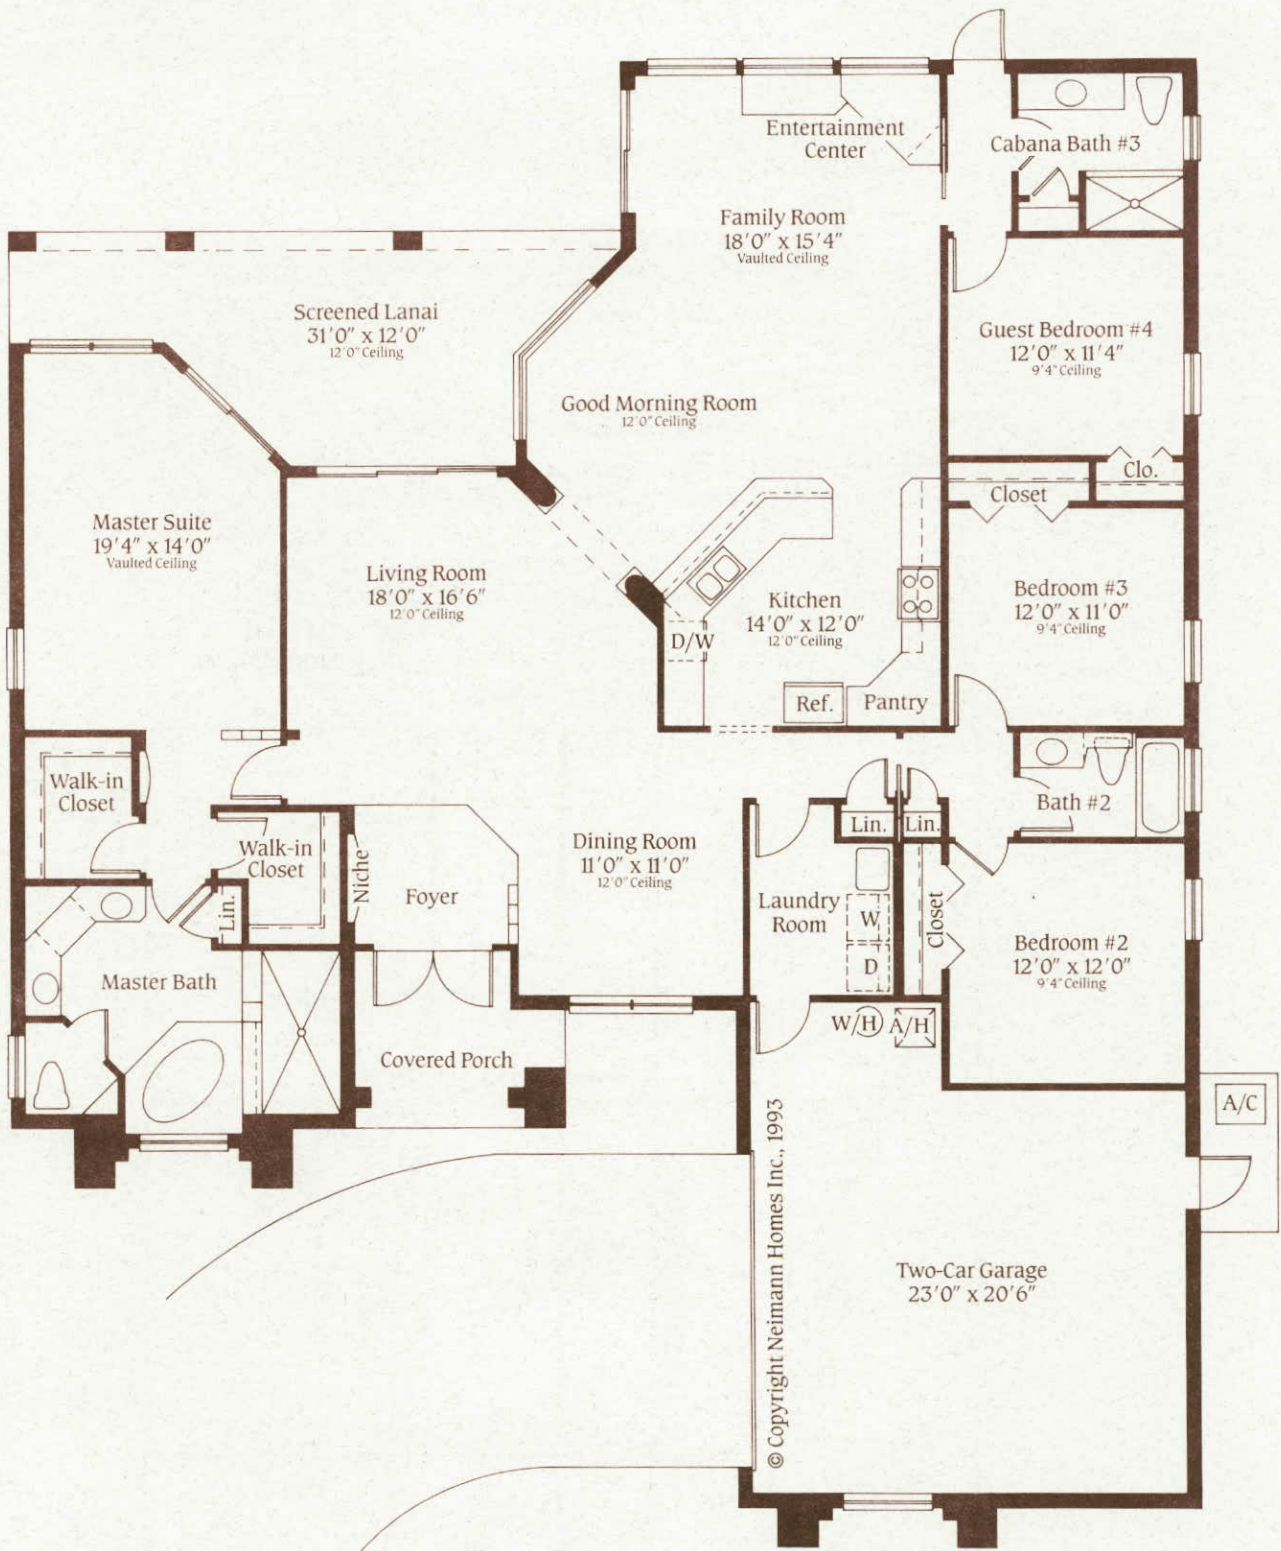 Entertainment
Center
Cabana Bath #3
Family Room
18'0" x 15'4"
Vaulted Ceiling
Screened Lanai
31'0" x 12'0"
12'0" Ceiling
Guest Bedroom #4
12'0" x 11'4"
9'4" Ceiling
Good Morning Room
12'0" Ceiling
Clo.
Closet
Master Suite
19'4" x 14'0"
Vaulted Ceiling
Living Room
18'0" x 16'6"
12'0" Ceiling
Kitchen
14'0" x 12'0"
12'0" Ceiling
D/W
Ref.
Pantry
Bedroom #3
12'0" x 11'0"
9'4" Ceiling
Walk-in
Closet
Bath #2
Lin.
Lin.
Walk-in
Closet
Lin.
Niche
Foyer
Dining Room
11'0" x 11'0"
12'0" Ceiling
Laundry
Room
W
D
Closet
Bedroom #2
12'0" x 12'0"
9'4" Ceiling
Master Bath
W/H
A/H
Covered Porch
A/C
© Copyright Neimann Homes Inc., 1993
Two-Car Garage
23'0" x 20'6"